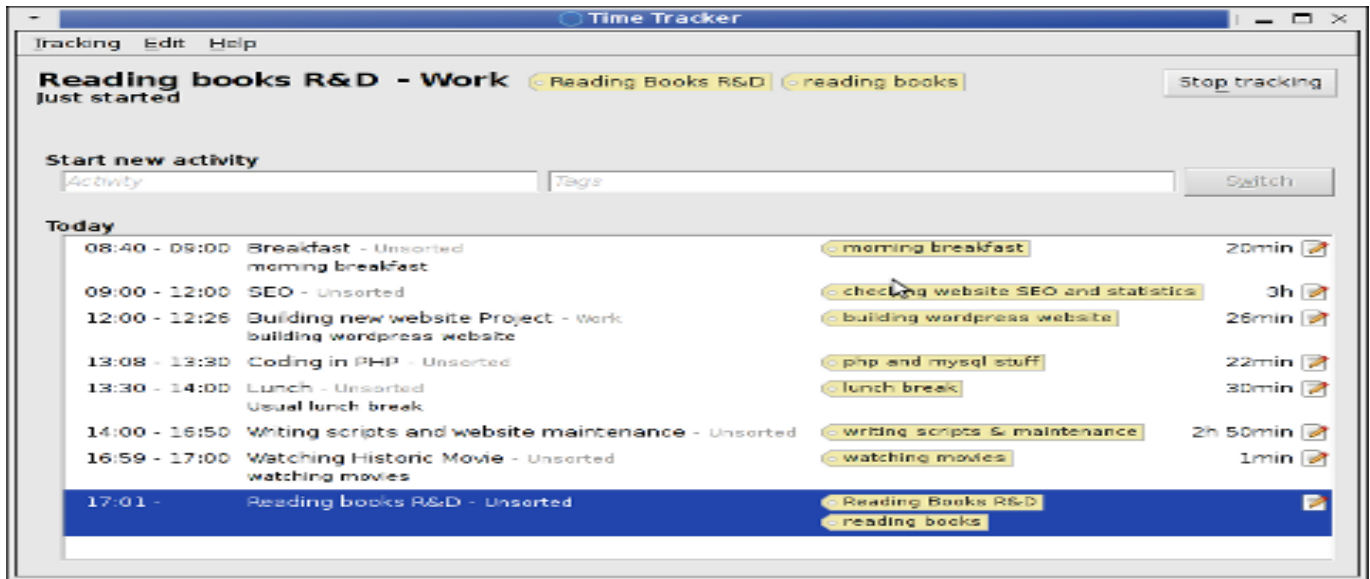 Time Tracker
Tracking Edit Help
Reading books R&D - Work Reading Books R&D reading books Stop tracking
Just started
Start new activity
Activity Tags Switch
Today
08:40 - 09:00 Breakfast - Unsorted morning breakfast 20min
morning breakfast
09:00 - 12:00 SEO - Unsorted checking website SEO and statistics 3h
12:00 - 12:26 Building new website Project - Work building wordpress website 26min
building wordpress website
13:08 - 13:30 Coding in PHP - Unsorted php and mysql stuff 22min
13:30 - 14:00 Lunch - Unsorted lunch break 30min
Usual lunch break
14:00 - 16:50 Writing scripts and website maintenance - Unsorted writing scripts & maintenance 2h 50min
16:59 - 17:00 Watching Historic Movie - Unsorted watching movies 1min
watching movies
17:01 - Reading books R&D - Unsorted Reading Books R&D
reading books